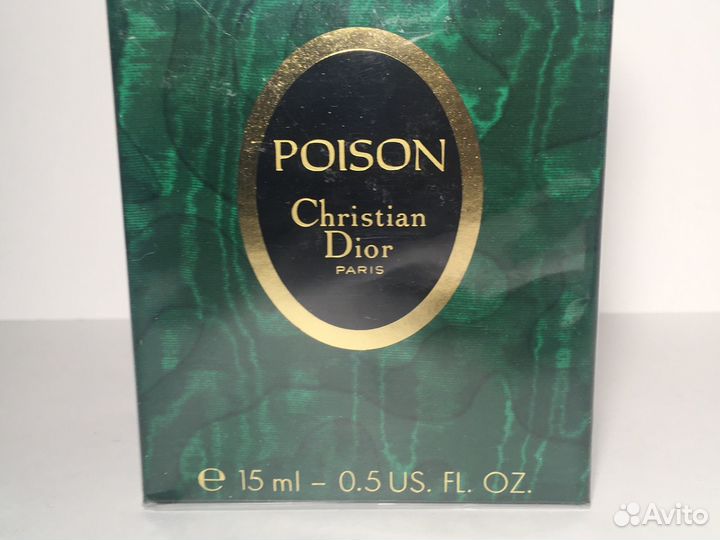 POISON
Christian
Dior
PARIS
℮ 15 ml – 0.5 US. FL. OZ.
Avito